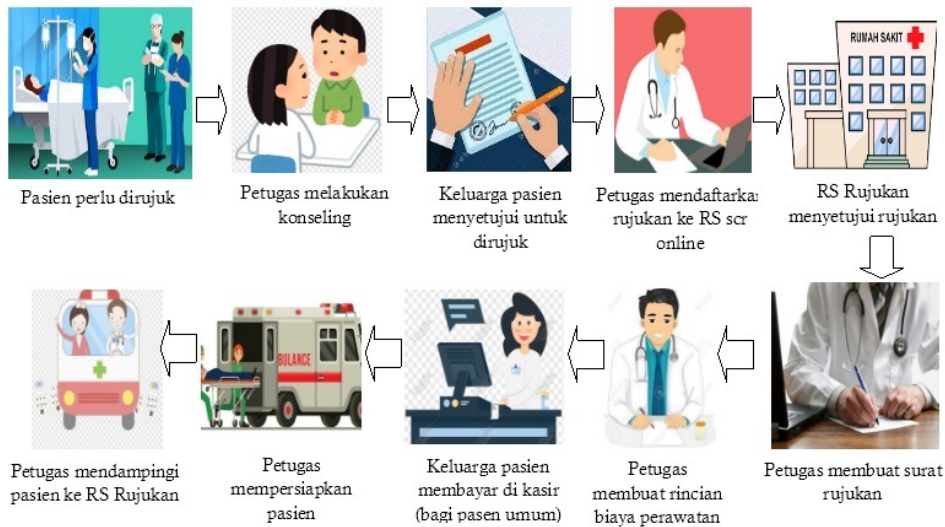 RUMAH SAKIT
Pasien perlu dirujuk
Petugas melakukan
konseling
Keluarga pasien
menyetujui untuk
dirujuk
Petugas mendaftarkan
rujukan ke RS scr
online
RS Rujukan
menyetujui rujukan
BULANCE
Petugas mendampingi
pasien ke RS Rujukan
Petugas
mempersiapkan
pasien
Keluarga pasien
membayar di kasir
(bagi pasen umum)
Petugas
membuat rincian
biaya perawatan
Petugas membuat surat
rujukan